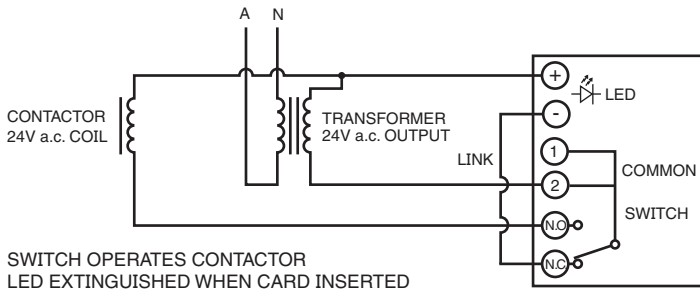 A N
+
LED
-
CONTACTOR
24V a.c. COIL
TRANSFORMER
24V a.c. OUTPUT
LINK
1
COMMON
2
SWITCH
N.O
N.C
SWITCH OPERATES CONTACTOR
LED EXTINGUISHED WHEN CARD INSERTED